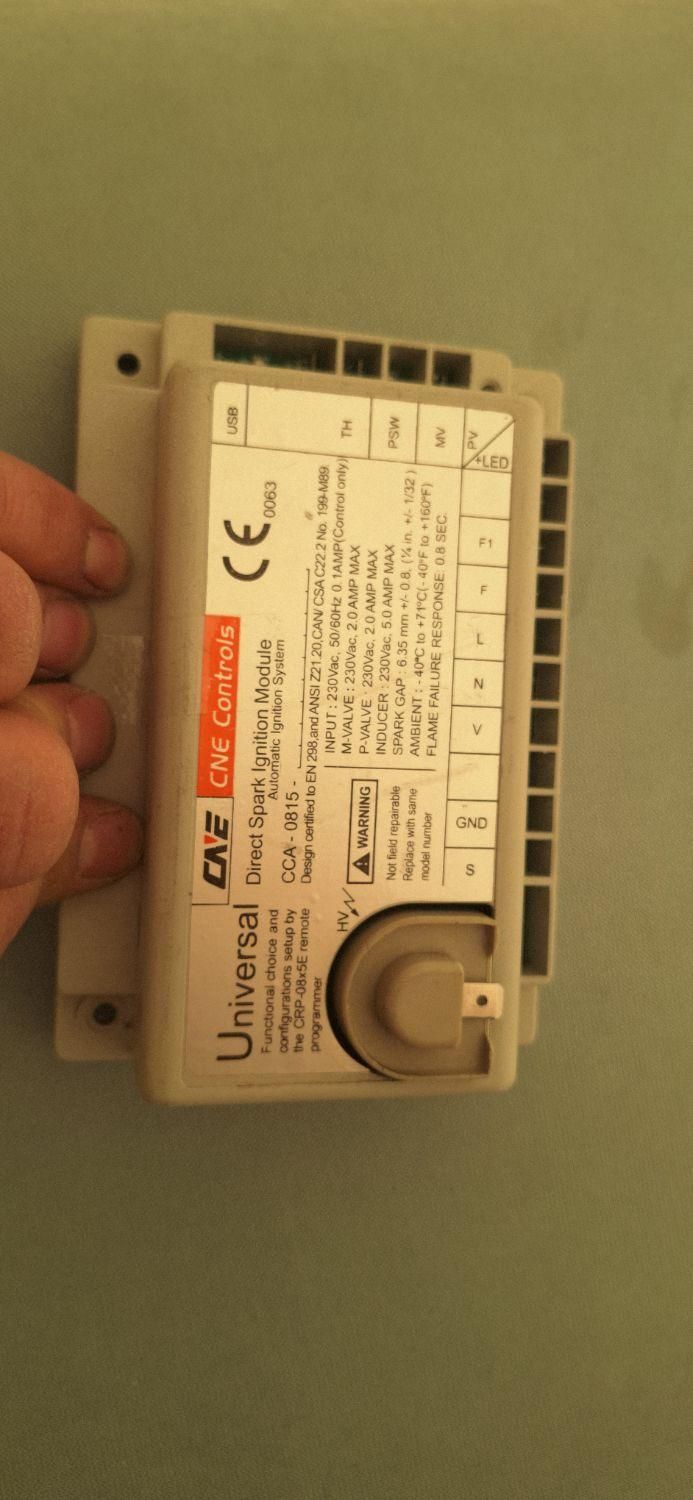 Universal
Functional choice and
configurations setup by
the CRP-08x5E remote
programmer
HV
CNE
CNE Controls
CE 0063
Direct Spark Ignition Module
Automatic Ignition System
CCA - 0815 -
Design certified to EN 298,and ANSI Z21.20,CAN/ CSA C22.2 No. 199-M89.
WARNING
Not field repairable
Replace with same
model number
INPUT : 230Vac, 50/60Hz 0.1AMP(Control only)
M-VALVE : 230Vac, 2.0 AMP MAX
P-VALVE : 230Vac, 2.0 AMP MAX
INDUCER : 230Vac, 5.0 AMP MAX
SPARK GAP : 6.35 mm +/- 0.8, (¼ in. +/- 1/32 )
AMBIENT : - 40ºC to +71ºC(- 40°F to +160°F)
FLAME FAILURE RESPONSE: 0.8 SEC.
USB
TH
PSW
MV
PV
+LED
S
GND
V
N
L
F
F1